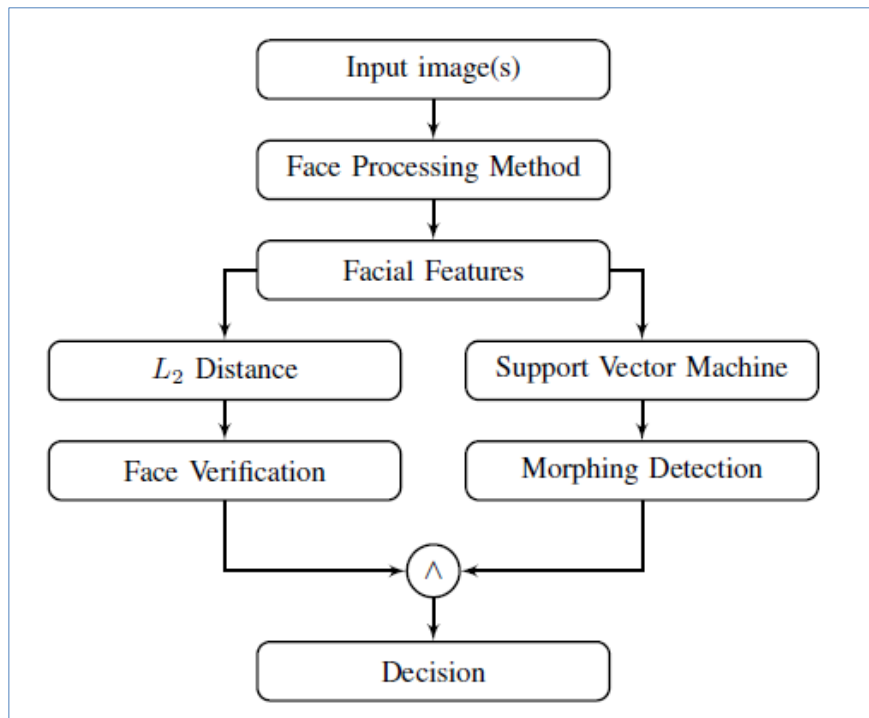 Input image(s)
Face Processing Method
Facial Features
L₂ Distance
Support Vector Machine
Face Verification
Morphing Detection
∧
Decision